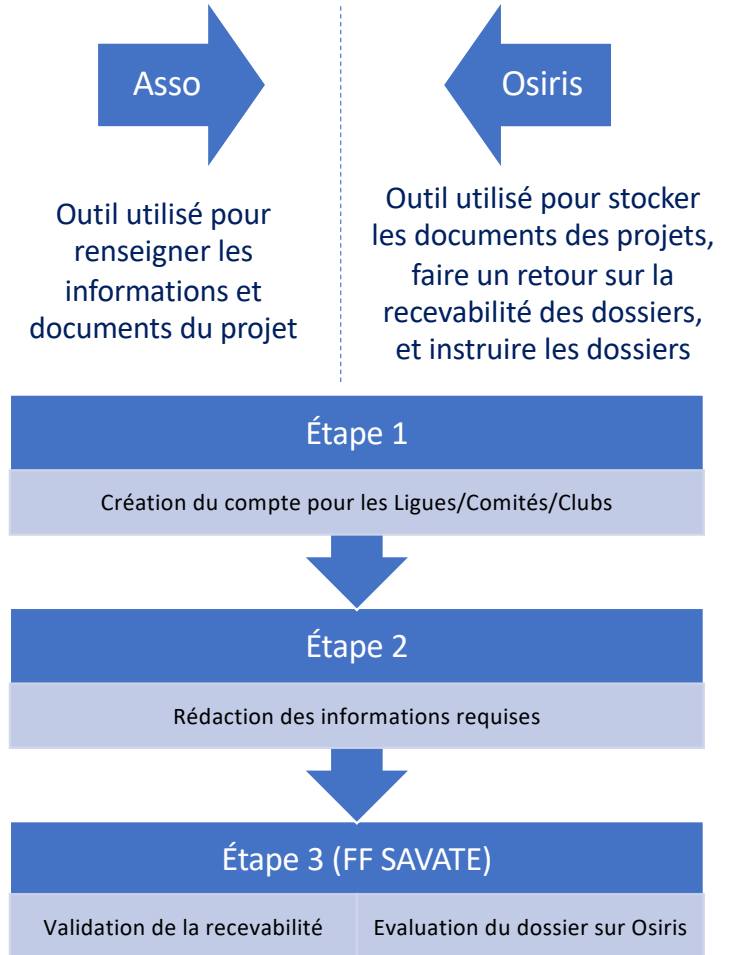 Asso
Osiris
Outil utilisé pour
renseigner les
informations et
documents du projet
Outil utilisé pour stocker
les documents des projets,
faire un retour sur la
recevabilité des dossiers,
et instruire les dossiers
Étape 1
Création du compte pour les Ligues/Comités/Clubs
Étape 2
Rédaction des informations requises
Étape 3 (FF SAVATE)
Validation de la recevabilité
Evaluation du dossier sur Osiris